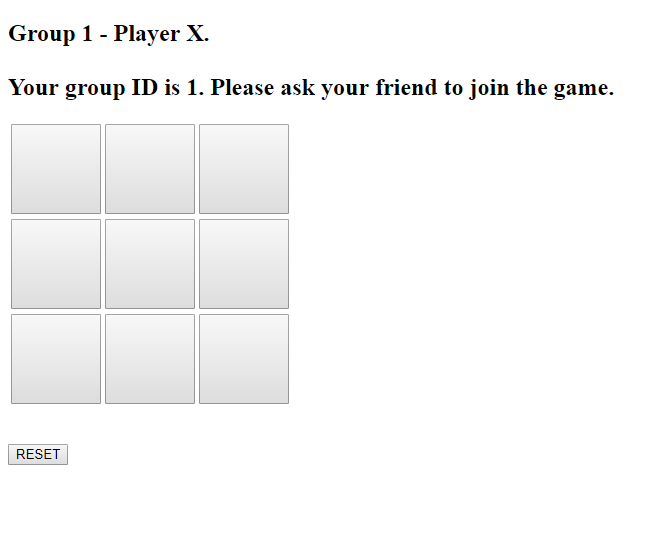 Group 1 - Player X.
Your group ID is 1. Please ask your friend to join the game.
RESET